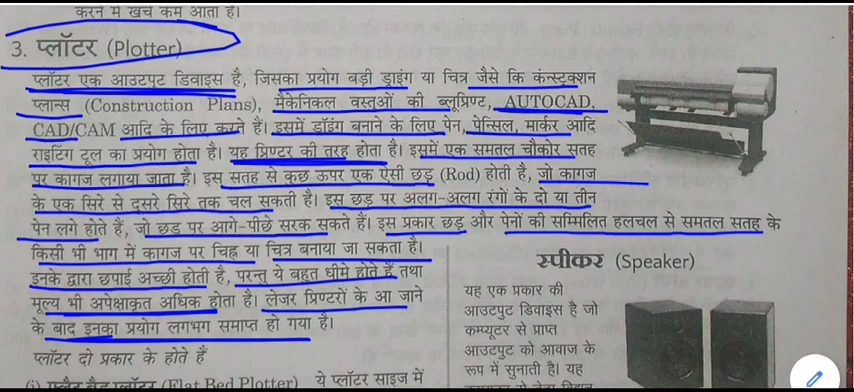 करने में खर्च कम आता है।
3. प्लॉटर (Plotter)
प्लॉटर एक आउटपुट डिवाइस है, जिसका प्रयोग बड़ी ड्राइंग या चित्र जैसे कि कंस्ट्रक्शन
प्लान्स (Construction Plans), मैकेनिकल वस्तुओं की ब्लूप्रिण्ट, AUTOCAD,
CAD/CAM आदि के लिए करते हैं। इसमें ड्रॉइंग बनाने के लिए पेन, पेन्सिल, मार्कर आदि
राइटिंग टूल का प्रयोग होता है। यह प्रिण्टर की तरह होता है। इसमें एक समतल चौकोर सतह
पर कागज लगाया जाता है। इस सतह से कुछ ऊपर एक ऐसी छड़ (Rod) होती है, जो कागज
के एक सिरे से दूसरे सिरे तक चल सकती है। इस छड़ पर अलग-अलग रंगों के दो या तीन
पेन लगे होते हैं, जो छड़ पर आगे-पीछे सरक सकते हैं। इस प्रकार छड़ और पेनों की सम्मिलित हलचल से समतल सतह के
किसी भी भाग में कागज पर चिह्न या चित्र बनाया जा सकता है।
इनके द्वारा छपाई अच्छी होती है, परन्तु ये बहुत धीमे होते हैं तथा
मूल्य भी अपेक्षाकृत अधिक होता है। लेजर प्रिण्टरों के आ जाने
के बाद इनका प्रयोग लगभग समाप्त हो गया है।
प्लॉटर दो प्रकार के होते हैं
(i) फ्लैट बैड प्लॉटर (Flat Bed Plotter) ये प्लॉटर साइज में
स्पीकर (Speaker)
यह एक प्रकार की
आउटपुट डिवाइस है जो
कम्प्यूटर से प्राप्त
आउटपुट को आवाज के
रूप में सुनाती है। यह